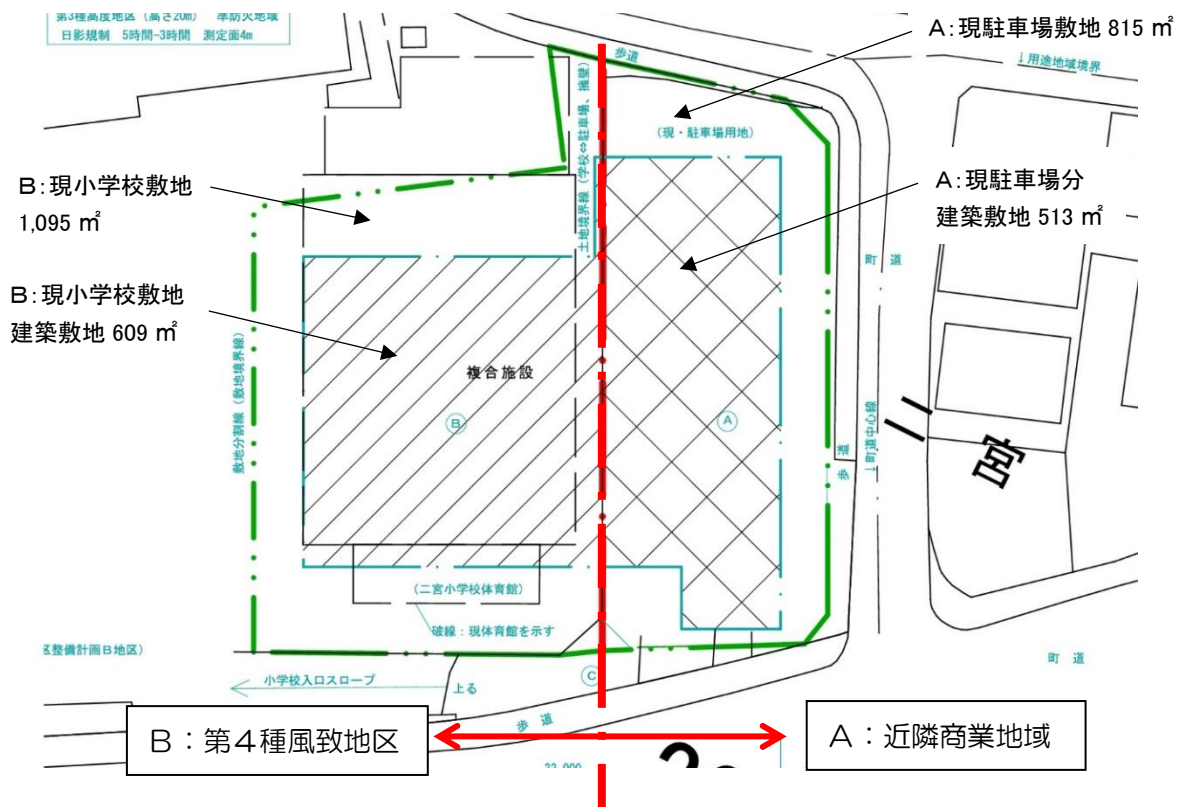 第3種高度地区（高さ20m） 準防火地域
日影規制 5時間-3時間 測定面4m
A:現駐車場敷地 815 ㎡
歩道
↓用途地域境界
(現・駐車場用地)
土地境界線（学校⇔駐車場、擁壁）
B:現小学校敷地
1,095 ㎡
A:現駐車場分
建築敷地 513 ㎡
町 道
B:現小学校敷地
建築敷地 609 ㎡
敷地分割線（敷地境界線）
複合施設
B
A
↓町道中心線
歩 道
二宮
(二宮小学校体育館)
破線：現体育館を示す
区整備計画B地区)
町 道
小学校入口スロープ
上る
C
歩 道
B：第4種風致地区
A：近隣商業地域